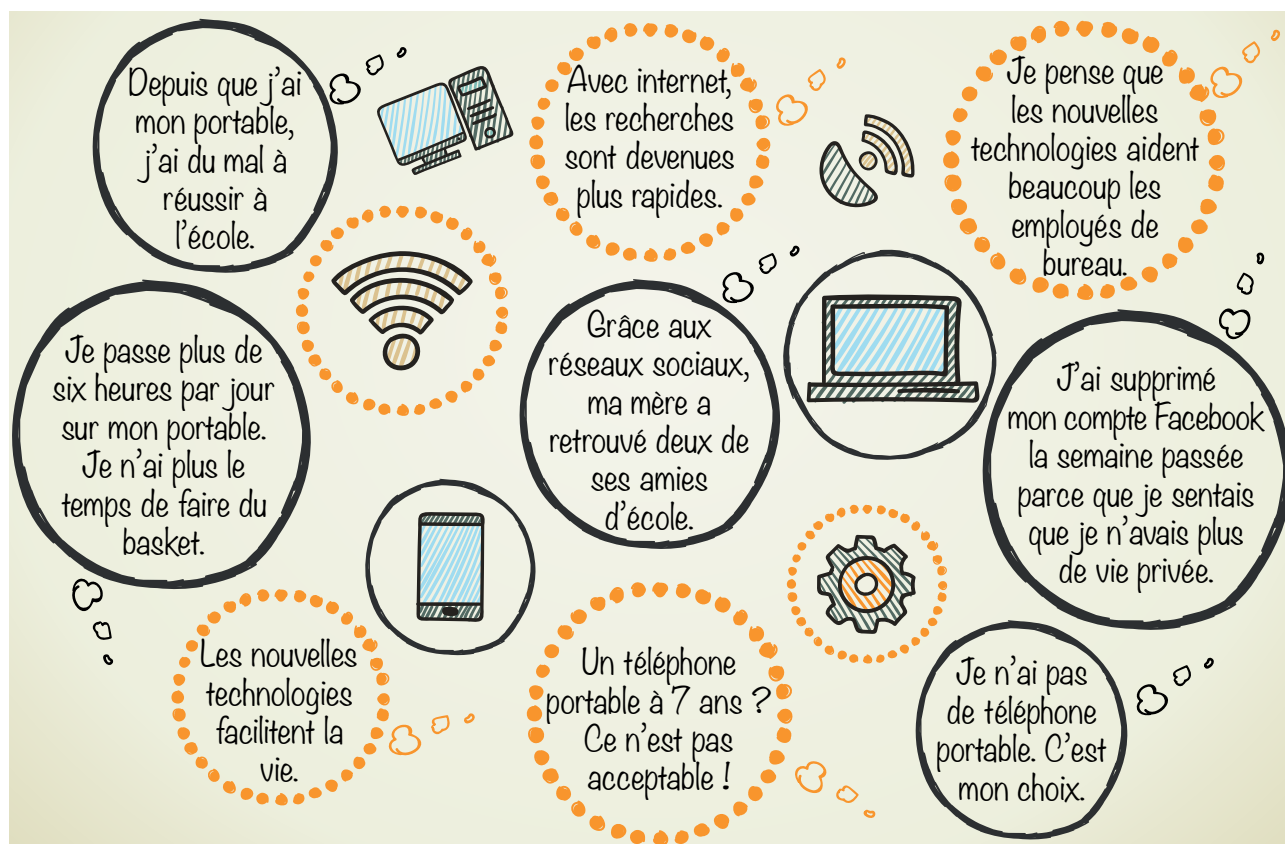 Depuis que j'ai
mon portable,
j'ai du mal à
réussir à
l'école.
Avec internet,
les recherches
sont devenues
plus rapides.
Je pense que
les nouvelles
technologies aident
beaucoup les
employés de
bureau.
Je passe plus de
six heures par jour
sur mon portable.
Je n'ai plus le
temps de faire du
basket.
Grâce aux
réseaux sociaux,
ma mère a
retrouvé deux de
ses amies
d'école.
J'ai supprimé
mon compte Facebook
la semaine passée
parce que je sentais
que je n'avais plus
de vie privée.
Les nouvelles
technologies
facilitent la
vie.
Un téléphone
portable à 7 ans ?
Ce n'est pas
acceptable !
Je n'ai pas
de téléphone
portable. C'est
mon choix.